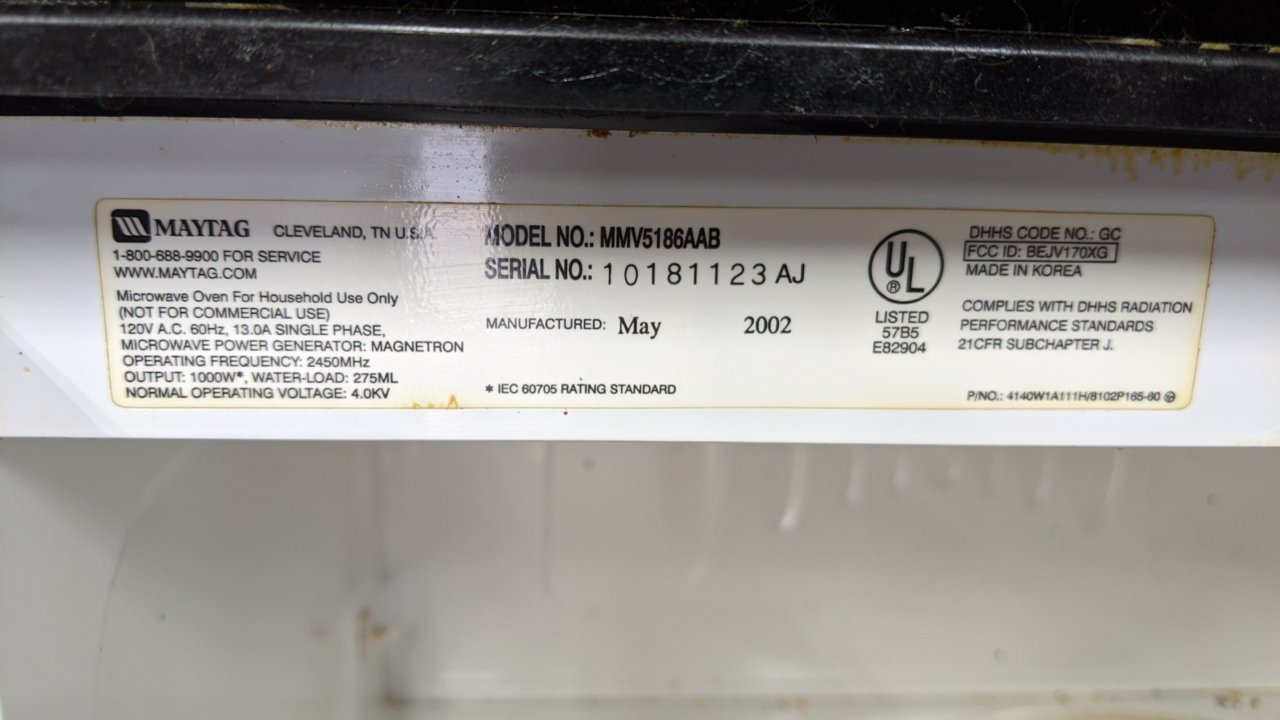 MAYTAG CLEVELAND, TN U.S.A.
1-800-688-9900 FOR SERVICE
WWW.MAYTAG.COM
Microwave Oven For Household Use Only
(NOT FOR COMMERCIAL USE)
120V A.C. 60Hz, 13.0A SINGLE PHASE,
MICROWAVE POWER GENERATOR: MAGNETRON
OPERATING FREQUENCY: 2450MHz
OUTPUT: 1000W*, WATER-LOAD: 275ML
NORMAL OPERATING VOLTAGE: 4.0KV
MODEL NO.: MMV5186AAB
SERIAL NO.: 10181123 AJ
MANUFACTURED: May 2002
* IEC 60705 RATING STANDARD
UL
®
LISTED
57B5
E82904
DHHS CODE NO.: GC
FCC ID: BEJV170XG
MADE IN KOREA
COMPLIES WITH DHHS RADIATION
PERFORMANCE STANDARDS
21CFR SUBCHAPTER J.
P/NO.: 4140W1A111H/8102P165-60